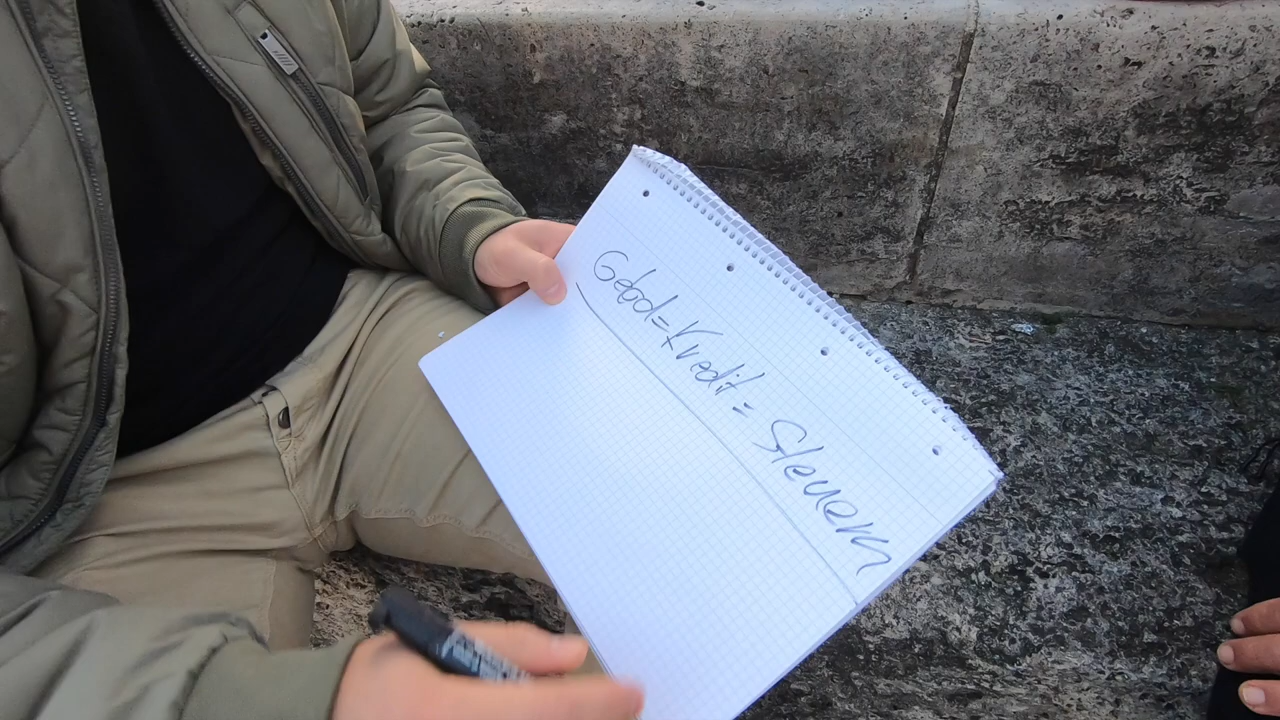 Geld = Kredit = Steuern